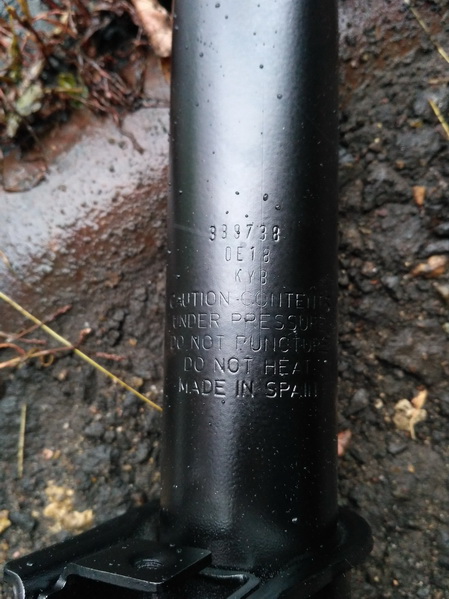 339738
0E18
KYB
CAUTION-CONTENTS
UNDER PRESSURE
DO NOT PUNCTURE
DO NOT HEAT
MADE IN SPAIN